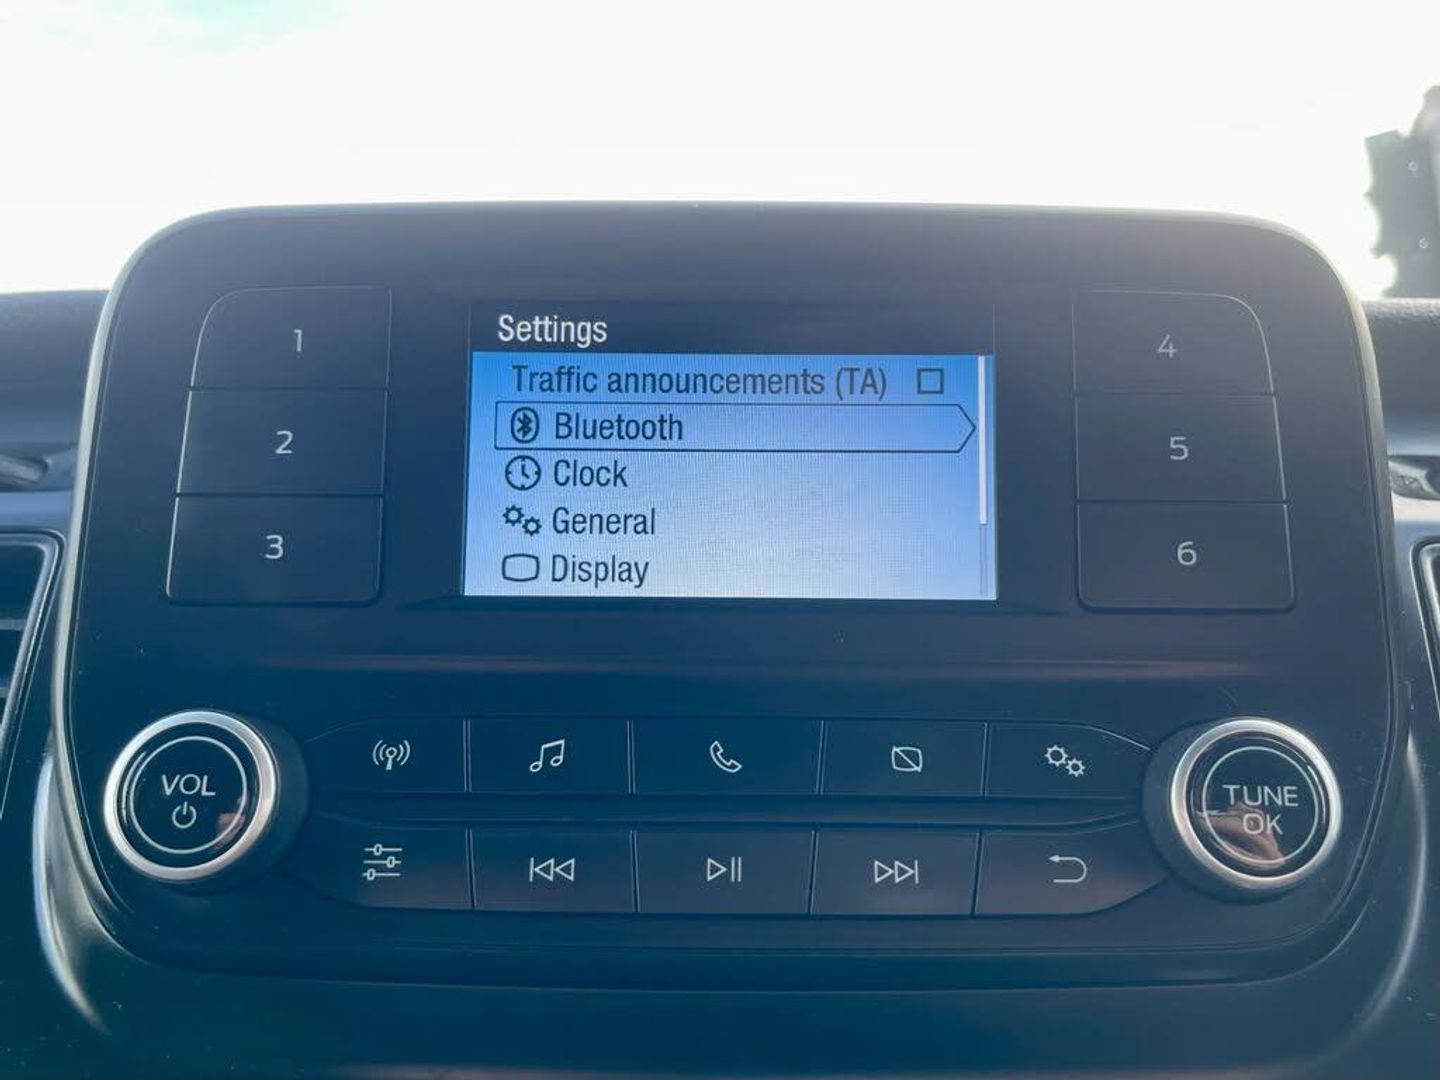 Settings
Traffic announcements (TA)
Bluetooth
Clock
General
Display
1
2
3
4
5
6
VOL
TUNE
OK